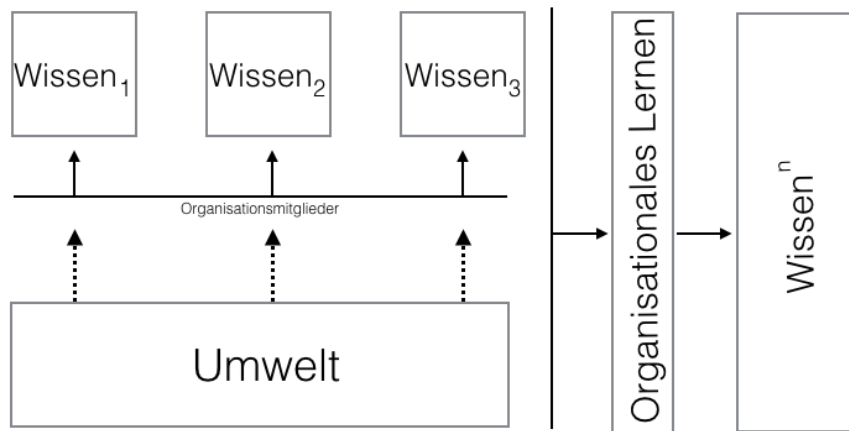 Wissen₁
Wissen₂
Wissen₃
Organisationsmitglieder
Umwelt
Organisationales Lernen
Wissenⁿ